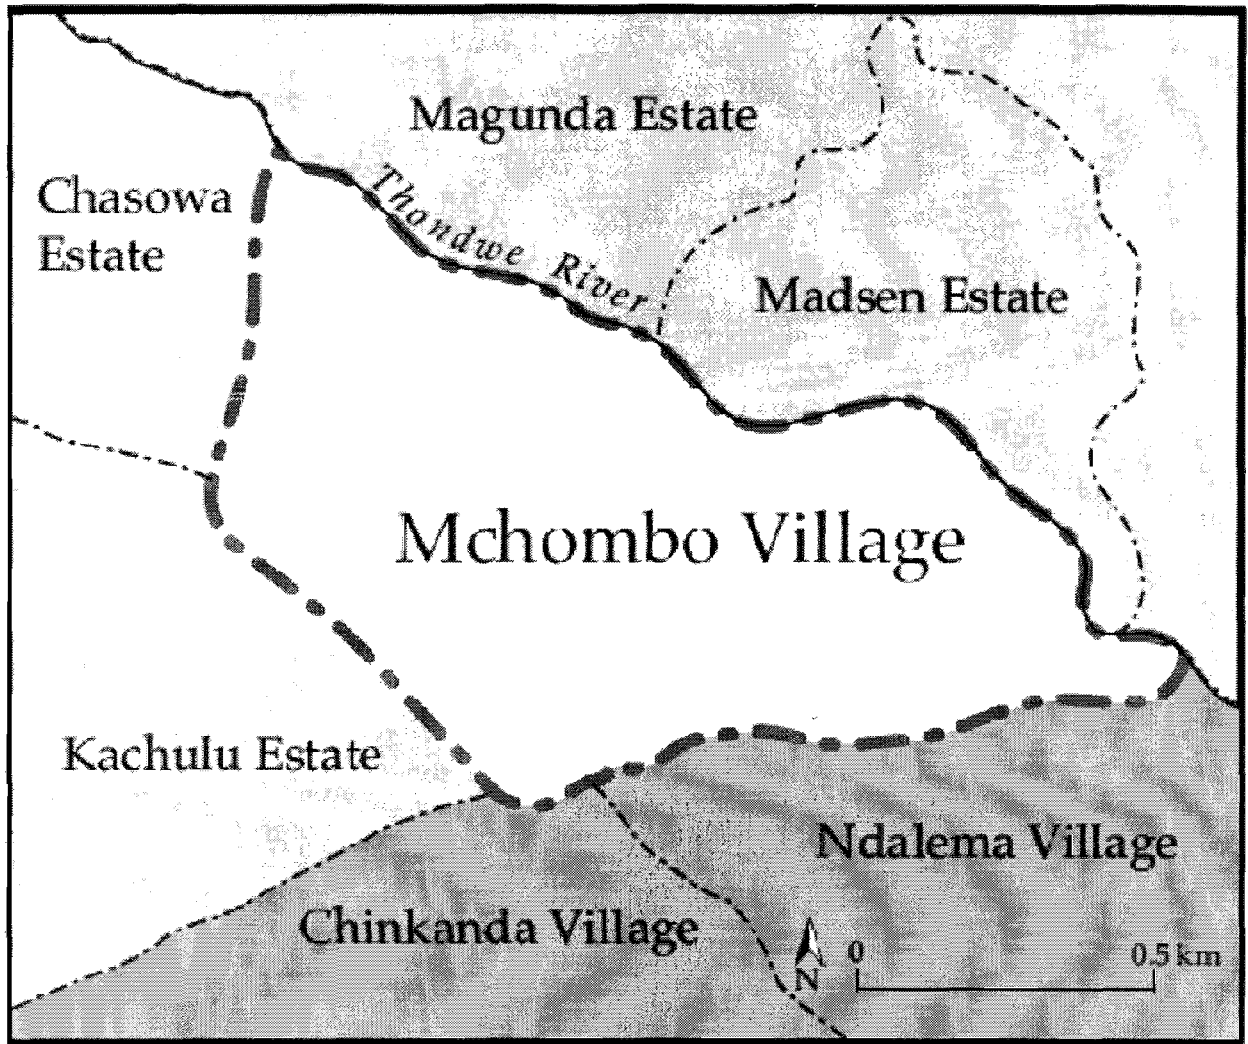 Magunda Estate
Chasowa
Estate
Thondwe River
Madsen Estate
Mchombo Village
Kachulu Estate
Ndalema Village
Chinkanda Village
N
0
0.5 km